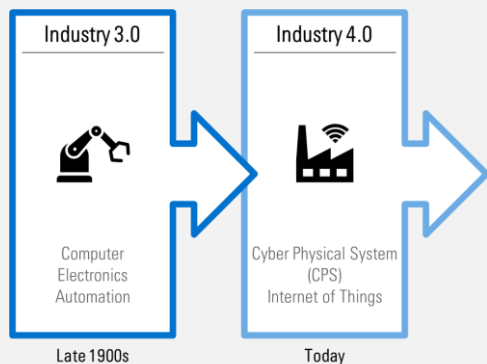 Industry 3.0
Computer
Electronics
Automation
Late 1900s
Industry 4.0
Cyber Physical System
(CPS)
Internet of Things
Today